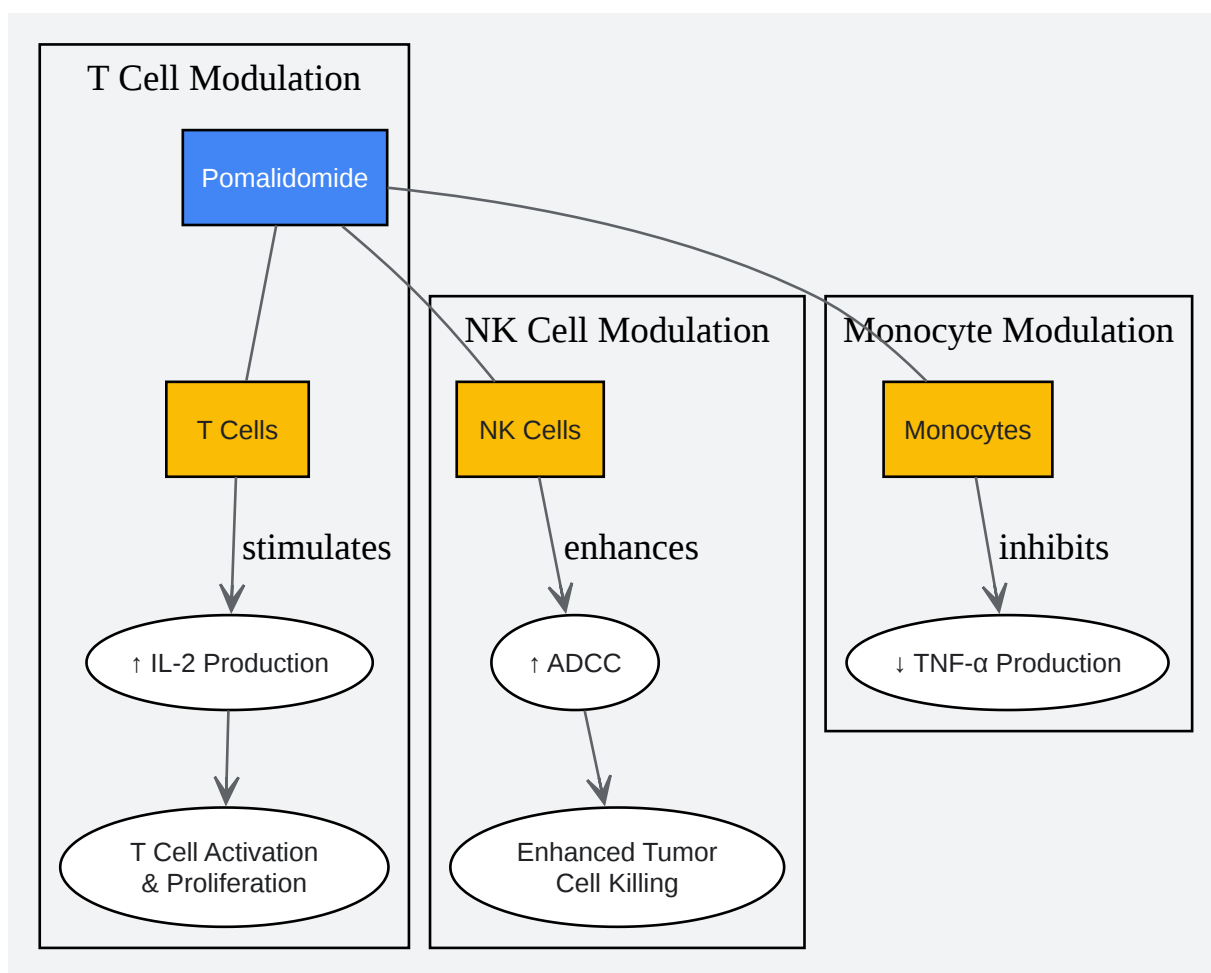 T Cell Modulation
Pomalidomide
NK Cell Modulation
Monocyte Modulation
T Cells
NK Cells
Monocytes
stimulates
enhances
inhibits
↑ IL-2 Production
↑ ADCC
↓ TNF-α Production
T Cell Activation
& Proliferation
Enhanced Tumor
Cell Killing